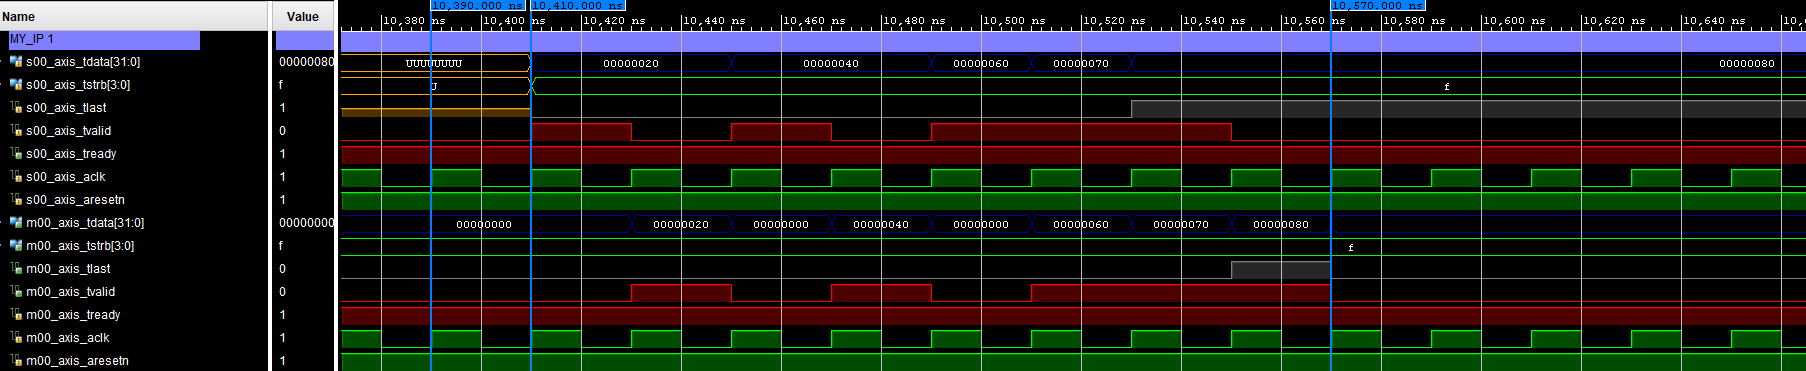 10,390.000 ns 10,410.000 ns 10,570.000 ns
Name Value
10,380 ns 10,400 ns 10,420 ns 10,440 ns 10,460 ns 10,480 ns 10,500 ns 10,520 ns 10,540 ns 10,560 ns 10,580 ns 10,600 ns 10,620 ns 10,640 ns
MY_IP 1
s00_axis_tdata[31:0] 00000080 UUUUUUUU 00000020 00000040 00000060 00000070 00000080
s00_axis_tstrb[3:0] f U f
s00_axis_tlast 1
s00_axis_tvalid 0
s00_axis_tready 1
s00_axis_aclk 1
s00_axis_aresetn 1
m00_axis_tdata[31:0] 00000000 00000000 00000020 00000000 00000040 00000000 00000060 00000070 00000080
m00_axis_tstrb[3:0] f f
m00_axis_tlast 0
m00_axis_tvalid 0
m00_axis_tready 1
m00_axis_aclk 1
m00_axis_aresetn 1